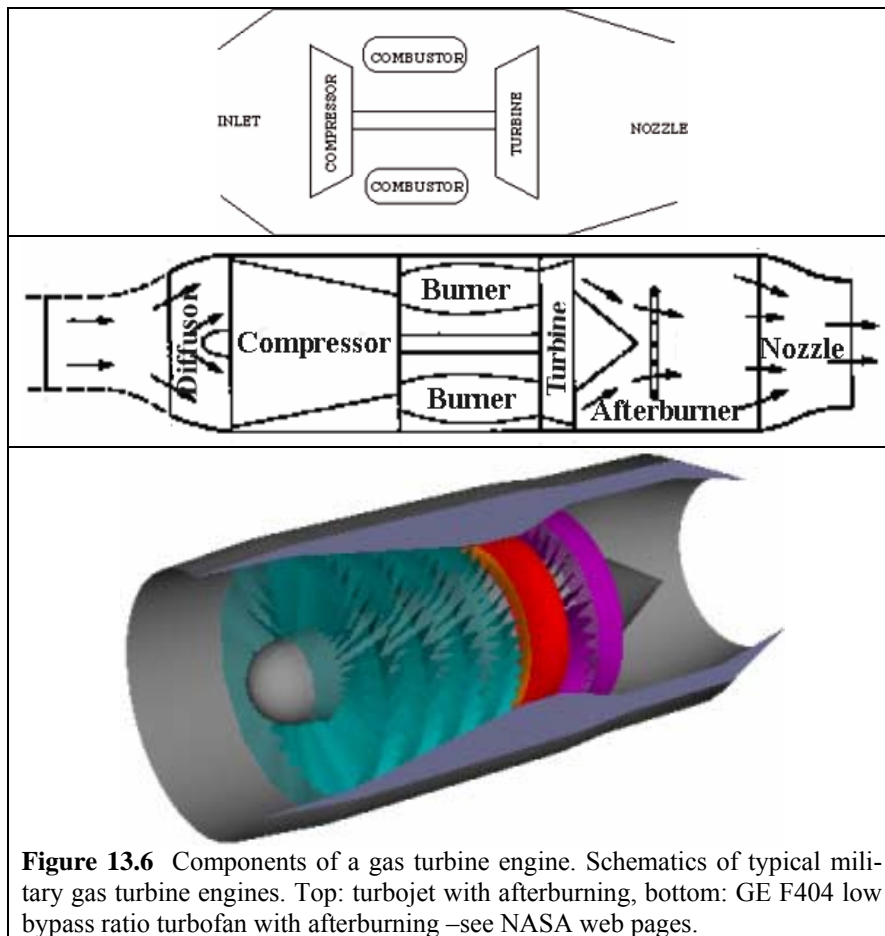 COMBUSTOR
INLET
COMPRESSOR
TURBINE
NOZZLE
COMBUSTOR
Diffusor
Compressor
Burner
Burner
Turbine
Afterburner
Nozzle
Figure 13.6 Components of a gas turbine engine. Schematics of typical mili-
tary gas turbine engines. Top: turbojet with afterburning, bottom: GE F404 low
bypass ratio turbofan with afterburning –see NASA web pages.